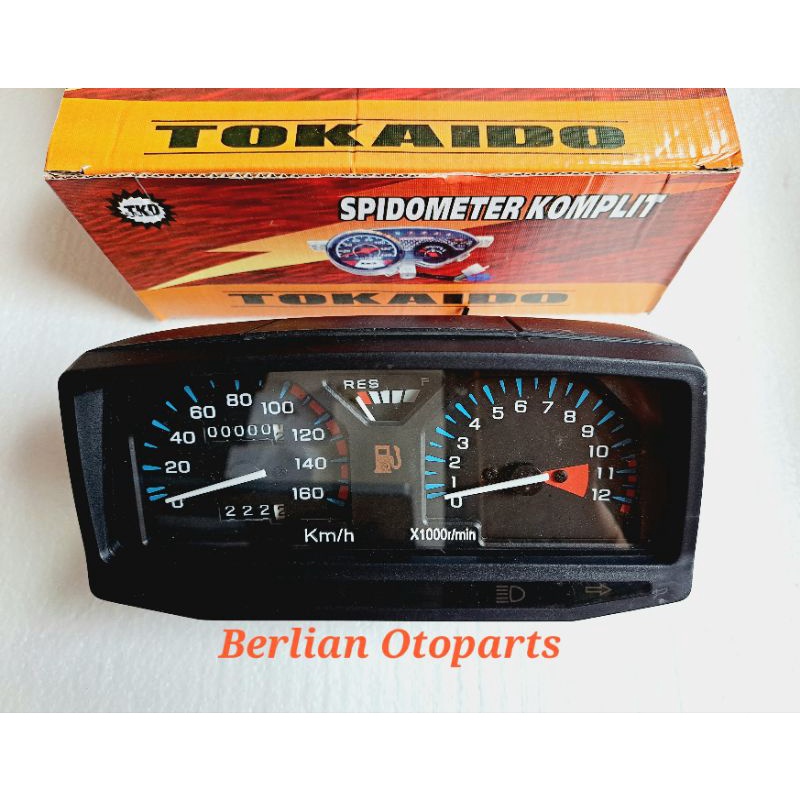 TOKAIDO
TKD
SPIDOMETER KOMPLIT
TOKAIDO
RES F
0 20 40 60 80 100 120 140 160
00000
222
Km/h
0 1 2 3 4 5 6 7 8 9 10 11 12
X1000r/min
Berlian Otoparts